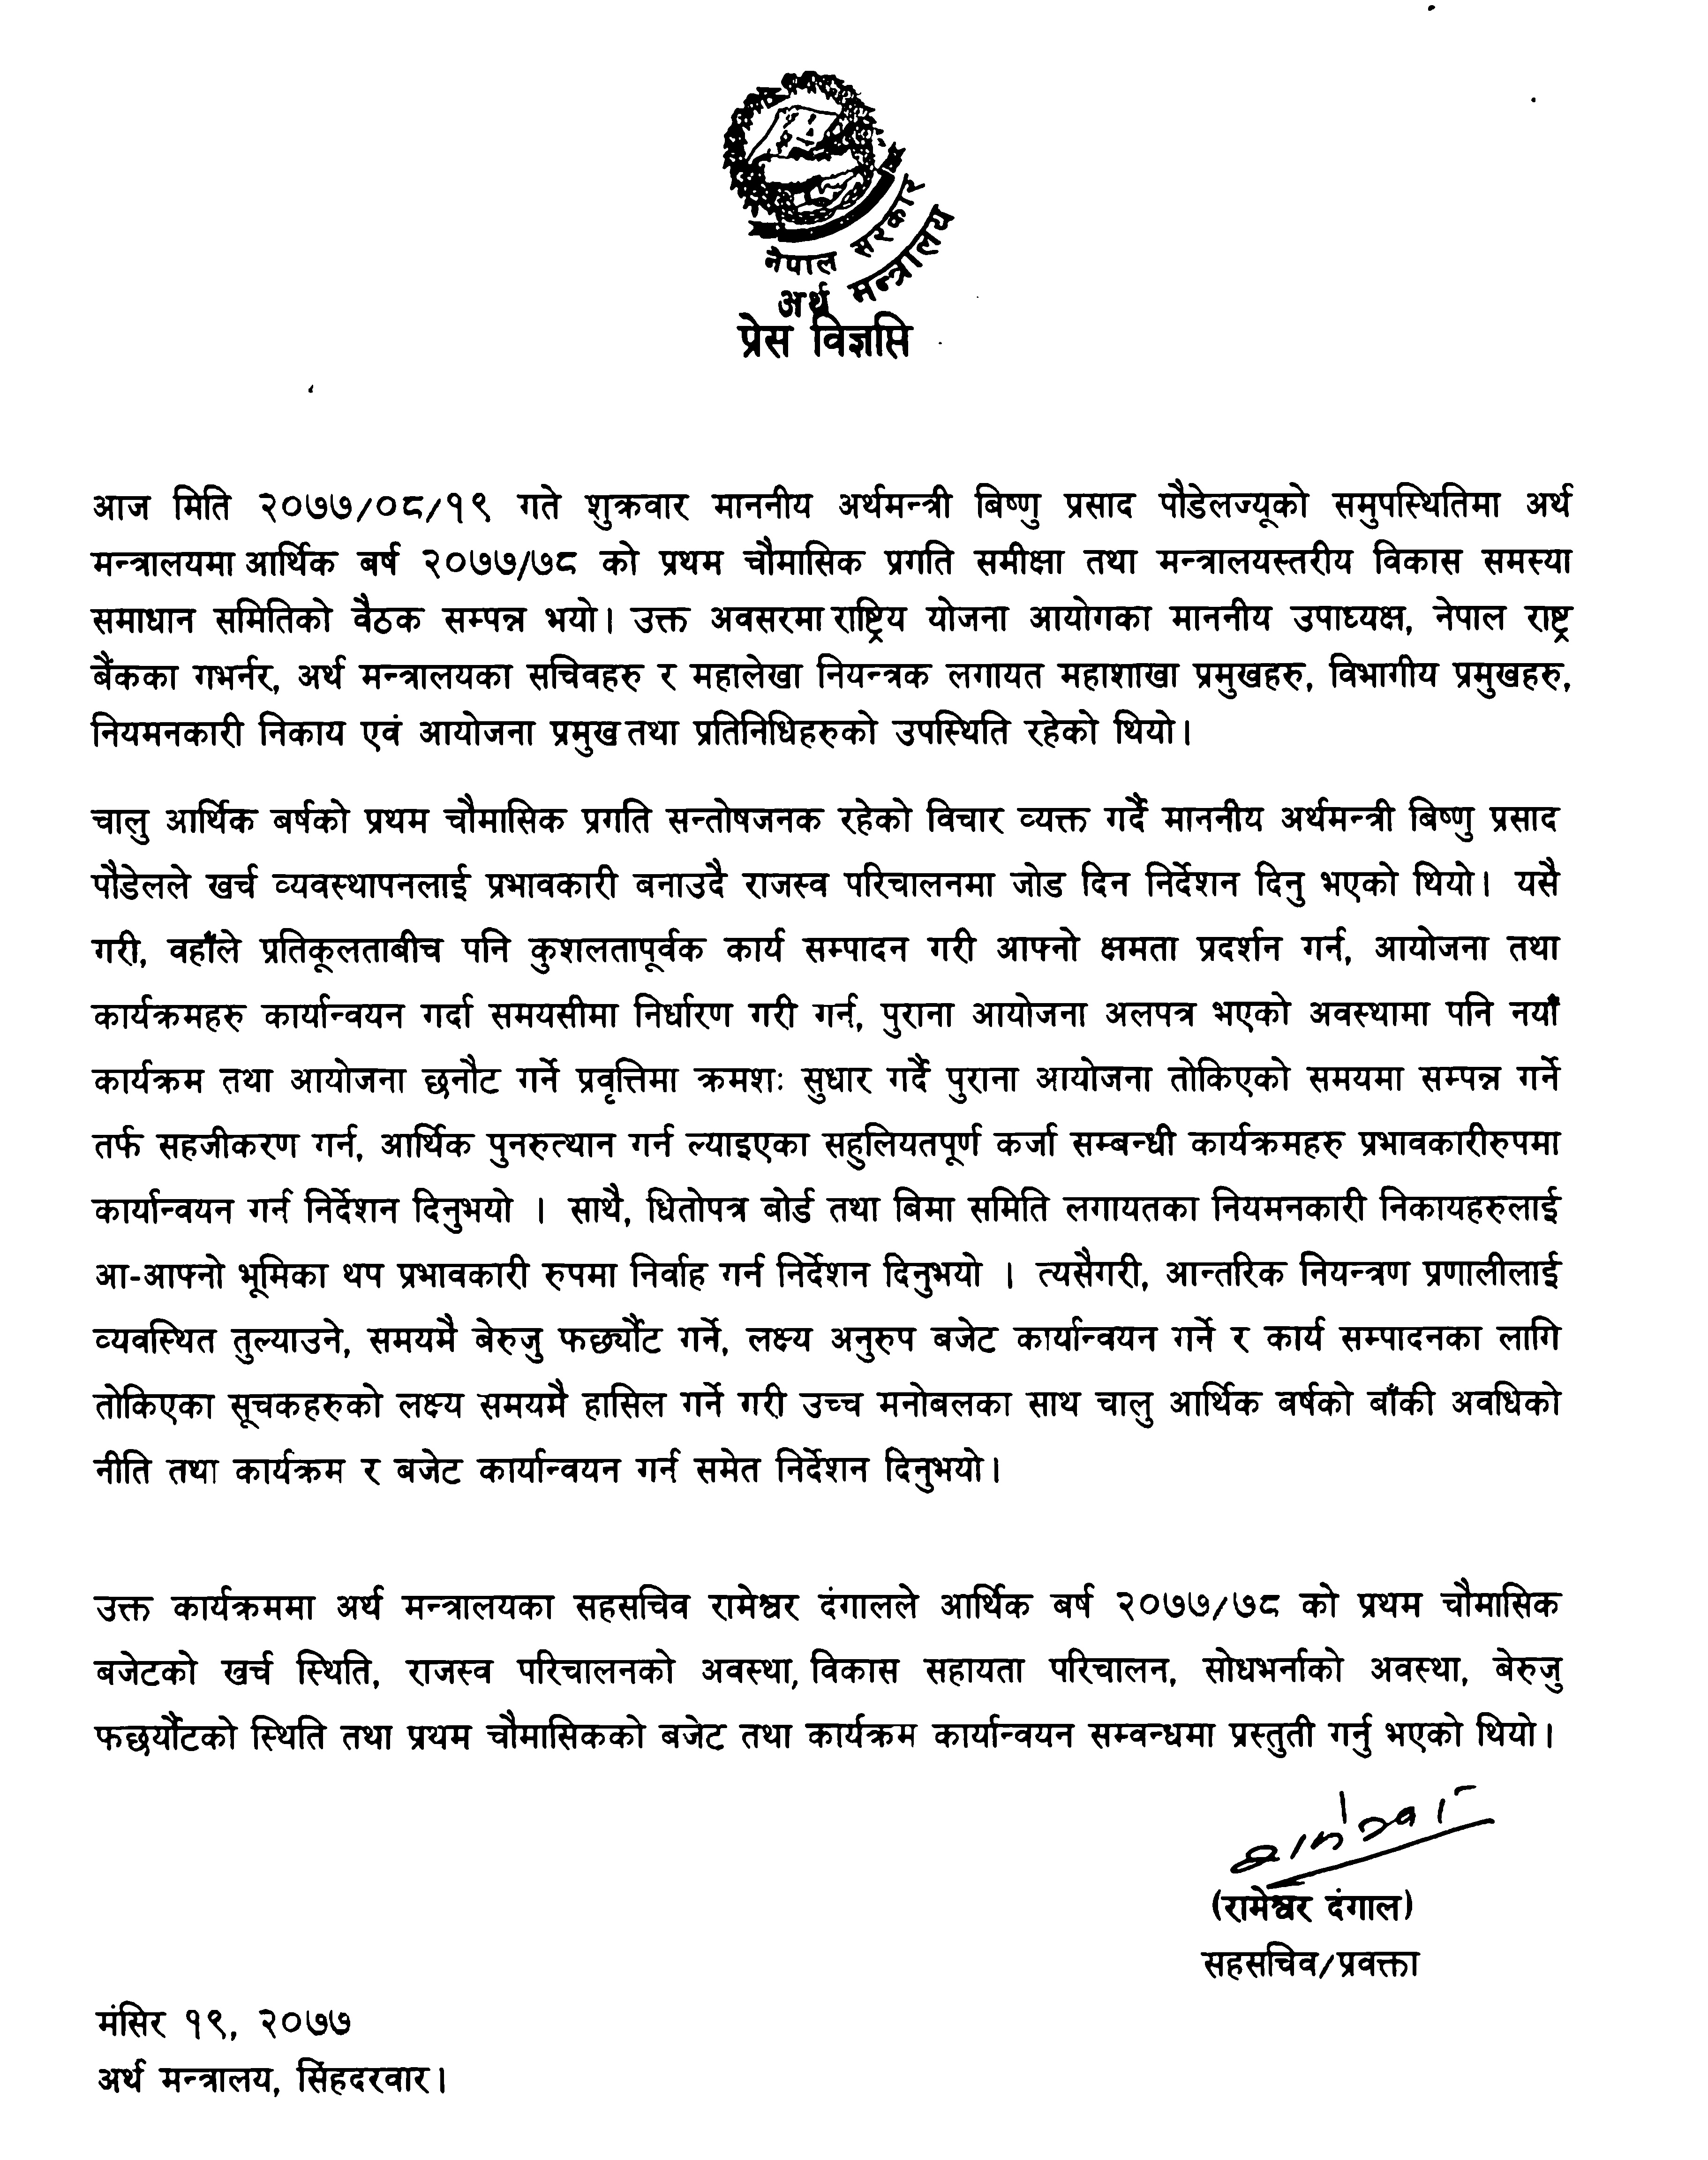 नेपाल सरकार
अर्थ मन्त्रालय
प्रेस विज्ञप्ति
आज मिति २०७७/०८/१९ गते शुक्रवार माननीय अर्थमन्त्री बिष्णु प्रसाद पौडेलज्यूको समुपस्थितिमा अर्थ
मन्त्रालयमा आर्थिक बर्ष २०७७/७८ को प्रथम चौमासिक प्रगति समीक्षा तथा मन्त्रालयस्तरीय विकास समस्या
समाधान समितिको वैठक सम्पन्न भयो। उक्त अवसरमा राष्ट्रिय योजना आयोगका माननीय उपाध्यक्ष, नेपाल राष्ट्र
बैंकका गभर्नर, अर्थ मन्त्रालयका सचिवहरु र महालेखा नियन्त्रक लगायत महाशाखा प्रमुखहरु, विभागीय प्रमुखहरु,
नियमनकारी निकाय एवं आयोजना प्रमुख तथा प्रतिनिधिहरुको उपस्थिति रहेको थियो।
चालु आर्थिक बर्षको प्रथम चौमासिक प्रगति सन्तोषजनक रहेको विचार व्यक्त गर्दै माननीय अर्थमन्त्री बिष्णु प्रसाद
पौडेलले खर्च व्यवस्थापनलाई प्रभावकारी बनाउदै राजस्व परिचालनमा जोड दिन निर्देशन दिनु भएको थियो। यसै
गरी, वहाँले प्रतिकूलताबीच पनि कुशलतापूर्वक कार्य सम्पादन गरी आफ्नो क्षमता प्रदर्शन गर्न, आयोजना तथा
कार्यक्रमहरु कार्यान्वयन गर्दा समयसीमा निर्धारण गरी गर्न, पुराना आयोजना अलपत्र भएको अवस्थामा पनि नयाँ
कार्यक्रम तथा आयोजना छनौट गर्ने प्रवृत्तिमा क्रमशः सुधार गर्दै पुराना आयोजना तोकिएको समयमा सम्पन्न गर्ने
तर्फ सहजीकरण गर्न, आर्थिक पुनरुत्थान गर्न ल्याइएका सहुलियतपूर्ण कर्जा सम्बन्धी कार्यक्रमहरु प्रभावकारीरुपमा
कार्यान्वयन गर्न निर्देशन दिनुभयो । साथै, धितोपत्र बोर्ड तथा बिमा समिति लगायतका नियमनकारी निकायहरुलाई
आ-आफ्नो भूमिका थप प्रभावकारी रुपमा निर्वाह गर्न निर्देशन दिनुभयो । त्यसैगरी, आन्तरिक नियन्त्रण प्रणालीलाई
व्यवस्थित तुल्याउने, समयमै बेरुजु फर्छ्यौट गर्ने, लक्ष्य अनुरुप बजेट कार्यान्वयन गर्ने र कार्य सम्पादनका लागि
तोकिएका सूचकहरुको लक्ष्य समयमै हासिल गर्ने गरी उच्च मनोबलका साथ चालु आर्थिक बर्षको बाँकी अवधिको
नीति तथा कार्यक्रम र बजेट कार्यान्वयन गर्न समेत निर्देशन दिनुभयो।
उक्त कार्यक्रममा अर्थ मन्त्रालयका सहसचिव रामेश्वर दंगालले आर्थिक बर्ष २०७७/७८ को प्रथम चौमासिक
बजेटको खर्च स्थिति, राजस्व परिचालनको अवस्था, विकास सहायता परिचालन, सोधभर्नाको अवस्था, बेरुजु
फछर्यौटको स्थिति तथा प्रथम चौमासिकको बजेट तथा कार्यक्रम कार्यान्वयन सम्वन्धमा प्रस्तुती गर्नु भएको थियो।
(रामेश्वर दंगाल)
सहसचिव/प्रवक्ता
मंसिर १९, २०७७
अर्थ मन्त्रालय, सिंहदरवार।